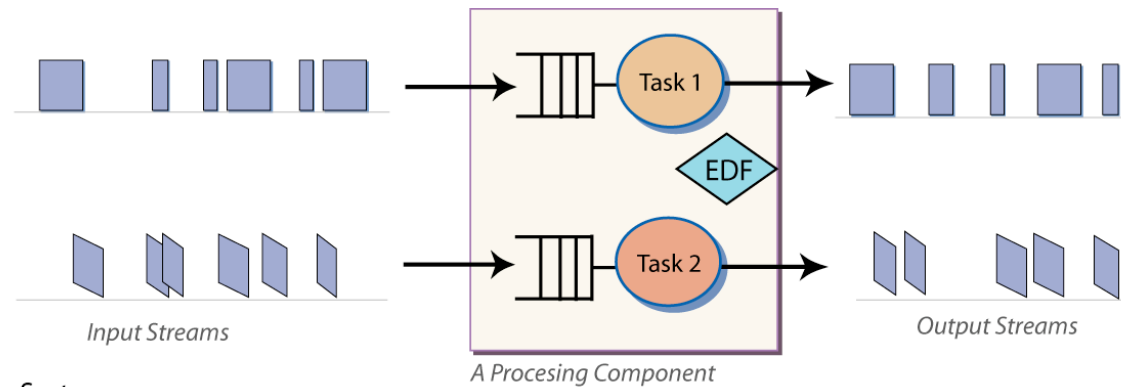 Task 1
EDF
Task 2
Input Streams
Output Streams
A Procesing Component